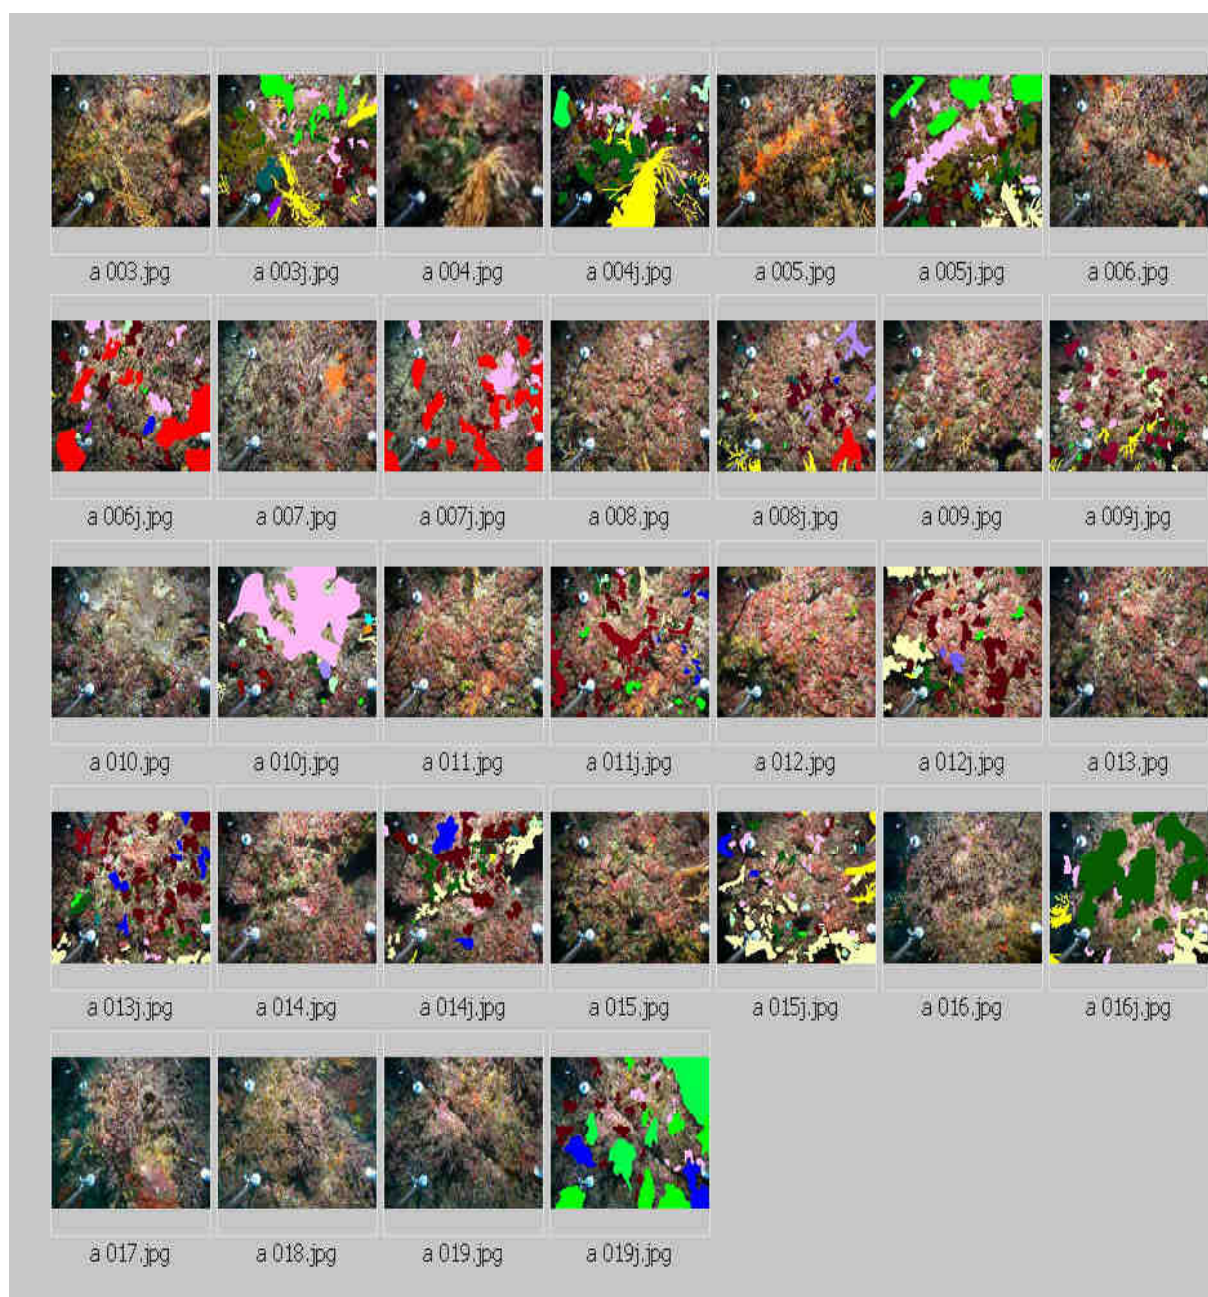 a 003.jpg a 003j.jpg a 004.jpg a 004j.jpg a 005.jpg a 005j.jpg a 006.jpg
a 006j.jpg a 007.jpg a 007j.jpg a 008.jpg a 008j.jpg a 009.jpg a 009j.jpg
a 010.jpg a 010j.jpg a 011.jpg a 011j.jpg a 012.jpg a 012j.jpg a 013.jpg
a 013j.jpg a 014.jpg a 014j.jpg a 015.jpg a 015j.jpg a 016.jpg a 016j.jpg
a 017.jpg a 018.jpg a 019.jpg a 019j.jpg